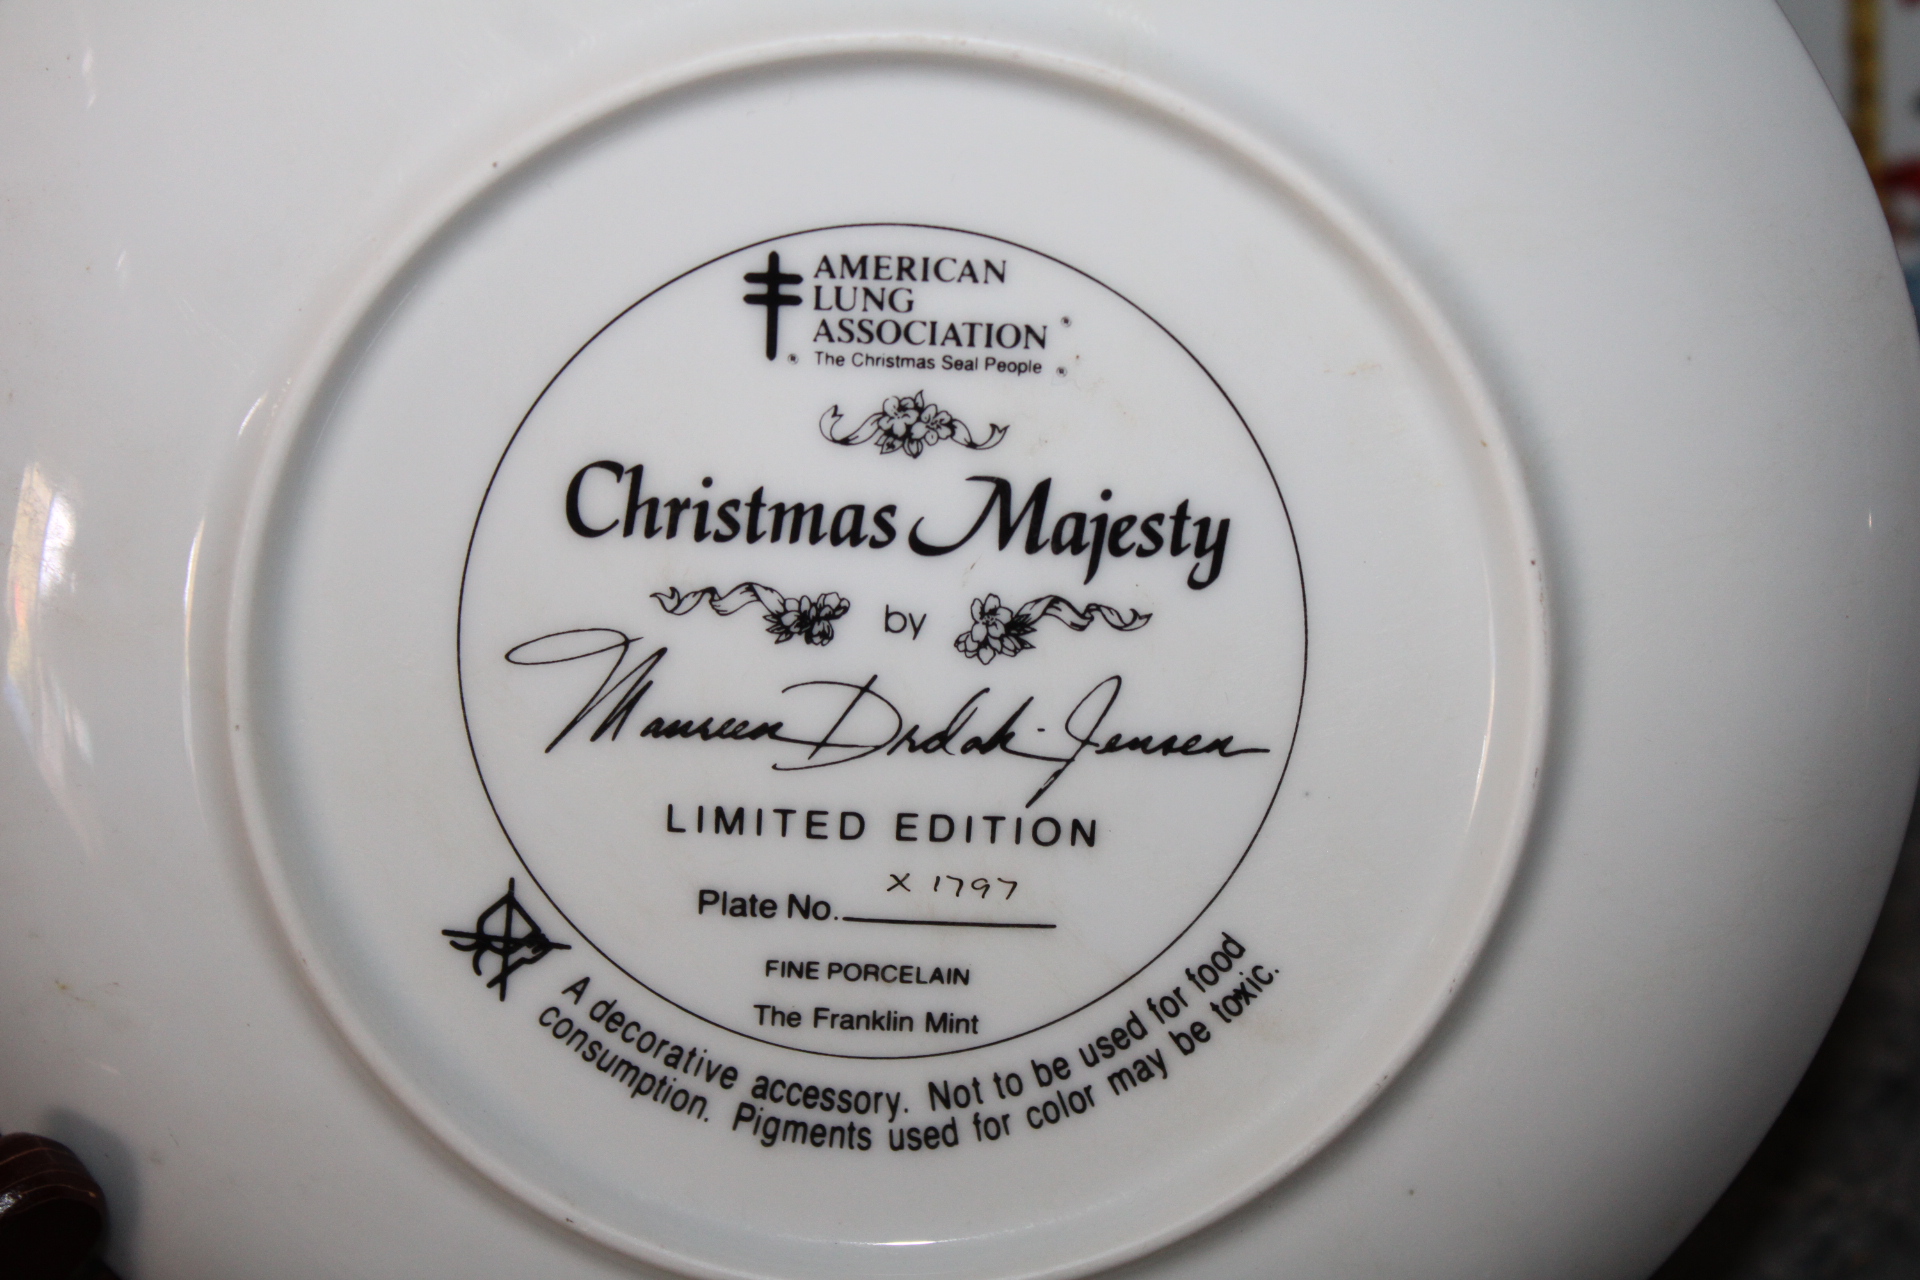 AMERICAN
LUNG
ASSOCIATION ®
® The Christmas Seal People ®
Christmas Majesty
by
Maureen Drdak-Jensen
LIMITED EDITION
Plate No. X 1797
FINE PORCELAIN
The Franklin Mint
A decorative accessory. Not to be used for food
consumption. Pigments used for color may be toxic.